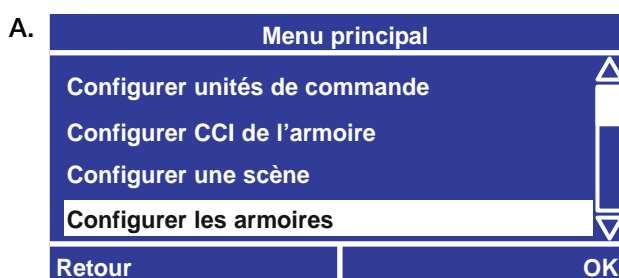 A.
Menu principal
Configurer unités de commande
Configurer CCI de l’armoire
Configurer une scène
Configurer les armoires
Retour OK